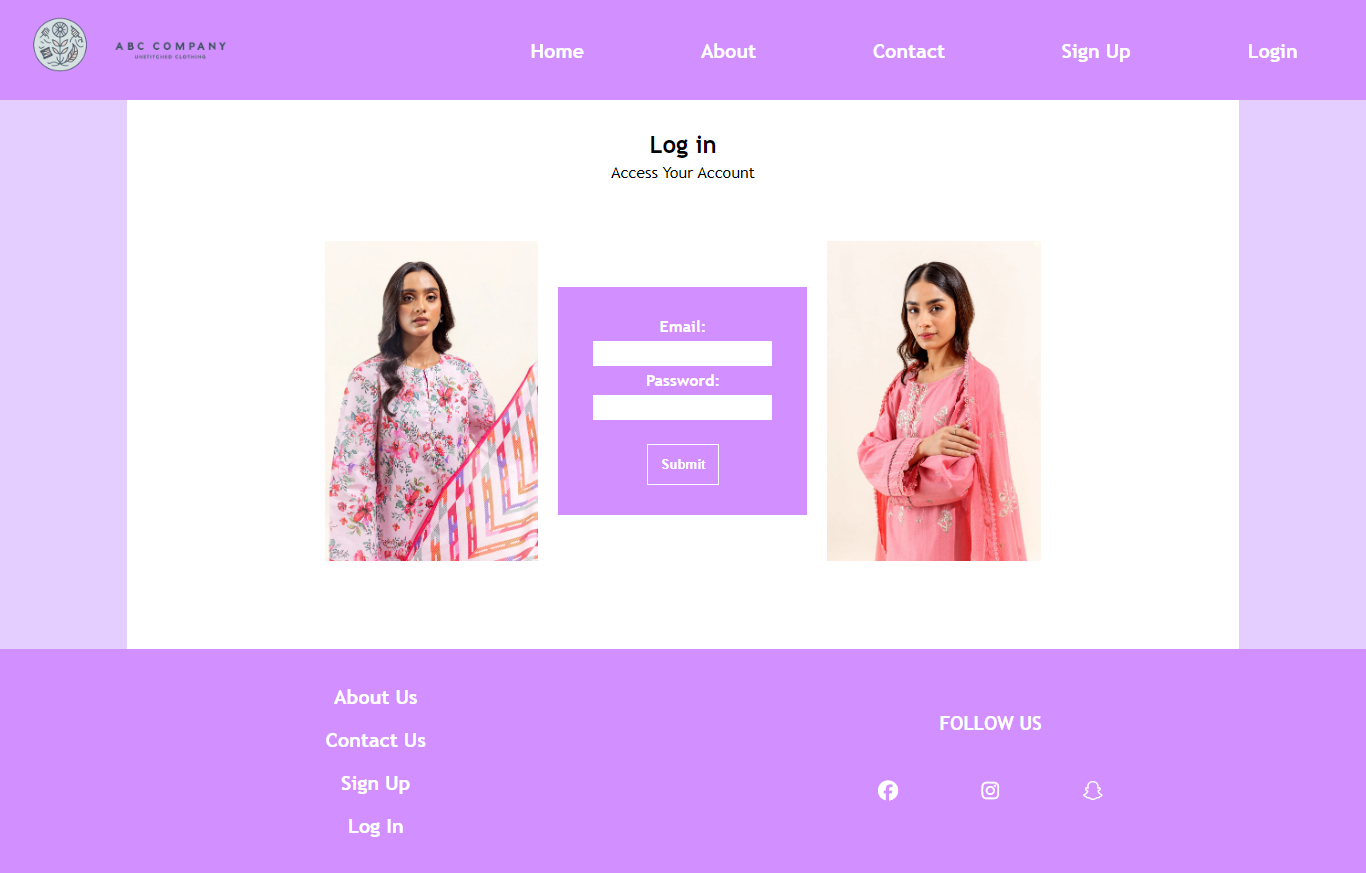 ABC COMPANY
UNSTITCHED CLOTHING
Home
About
Contact
Sign Up
Login
Log in
Access Your Account
Email:
Password:
Submit
About Us
Contact Us
Sign Up
Log In
FOLLOW US